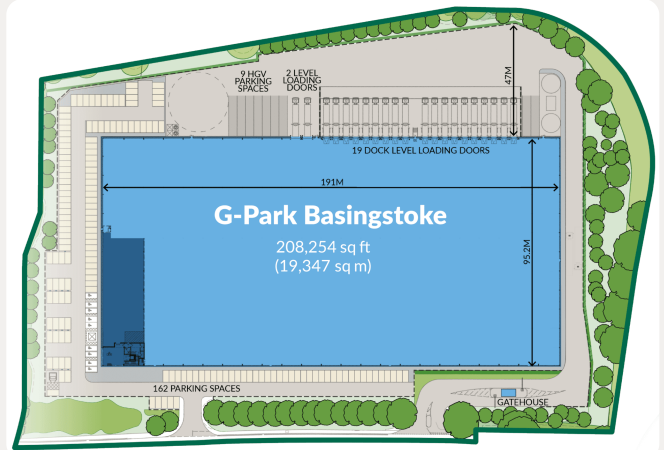 9 HGV
PARKING
SPACES
2 LEVEL
LOADING
DOORS
47M
19 DOCK LEVEL LOADING DOORS
191M
G-Park Basingstoke
208,254 sq ft
(19,347 sq m)
95.2M
162 PARKING SPACES
GATEHOUSE